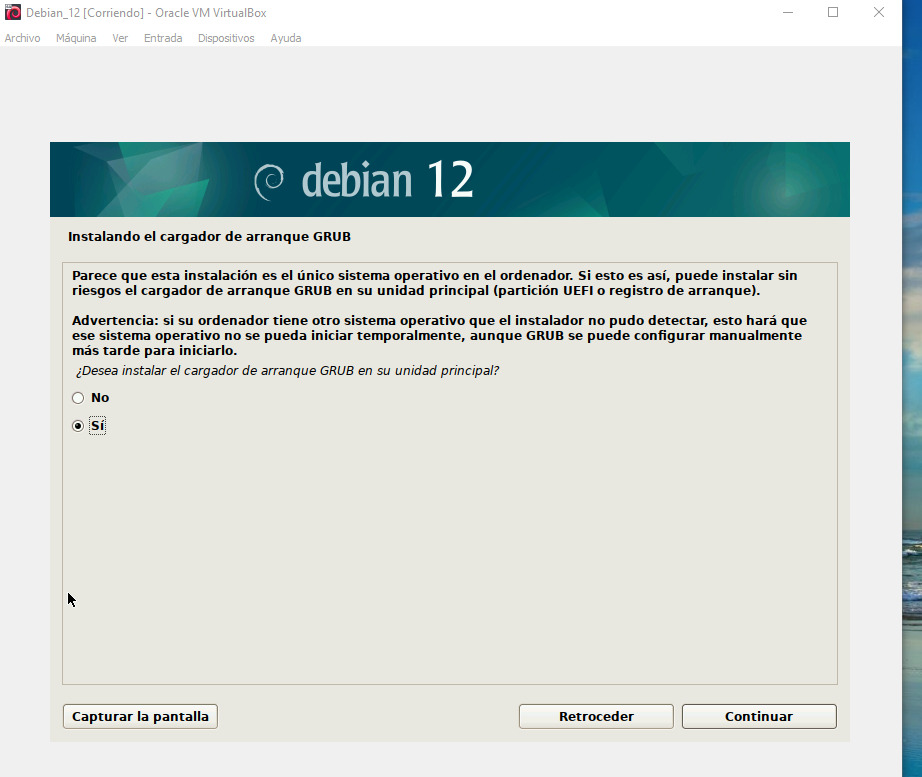 Debian_12 [Corriendo] - Oracle VM VirtualBox
Archivo Máquina Ver Entrada Dispositivos Ayuda
debian 12
Instalando el cargador de arranque GRUB
Parece que esta instalación es el único sistema operativo en el ordenador. Si esto es así, puede instalar sin
riesgos el cargador de arranque GRUB en su unidad principal (partición UEFI o registro de arranque).
Advertencia: si su ordenador tiene otro sistema operativo que el instalador no pudo detectar, esto hará que
ese sistema operativo no se pueda iniciar temporalmente, aunque GRUB se puede configurar manualmente
más tarde para iniciarlo.
¿Desea instalar el cargador de arranque GRUB en su unidad principal?
No
Sí
Capturar la pantalla Retroceder Continuar